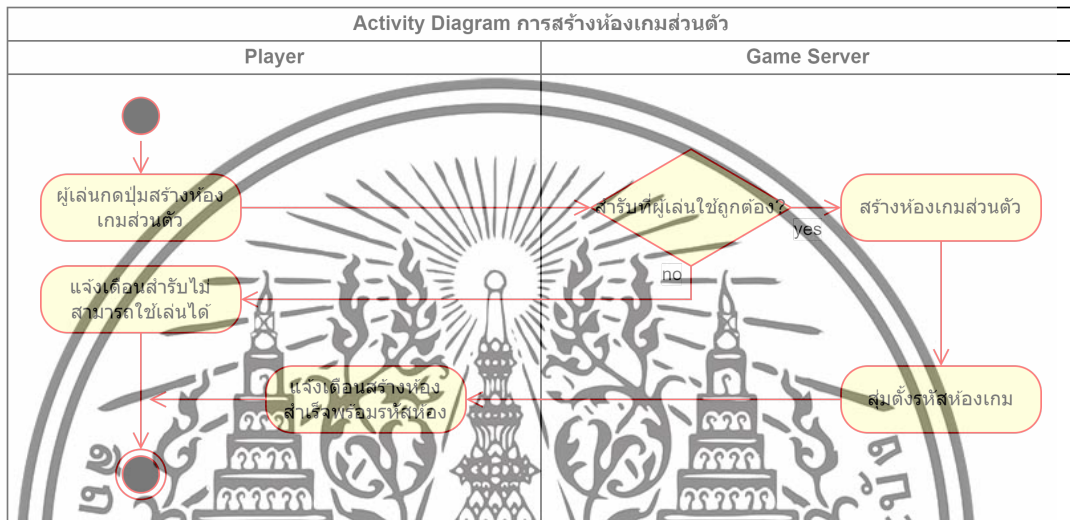 Activity Diagram การสร้างห้องเกมส่วนตัว
Player
Game Server
ผู้เล่นกดปุ่มสร้างห้อง
เกมส่วนตัว
สำรับที่ผู้เล่นใช้ถูกต้อง?
yes
สร้างห้องเกมส่วนตัว
no
แจ้งเตือนสำรับไม่
สามารถใช้เล่นได้
แจ้งเตือนสร้างห้อง
สำเร็จพร้อมรหัสห้อง
สุ่มตั้งรหัสห้องเกม